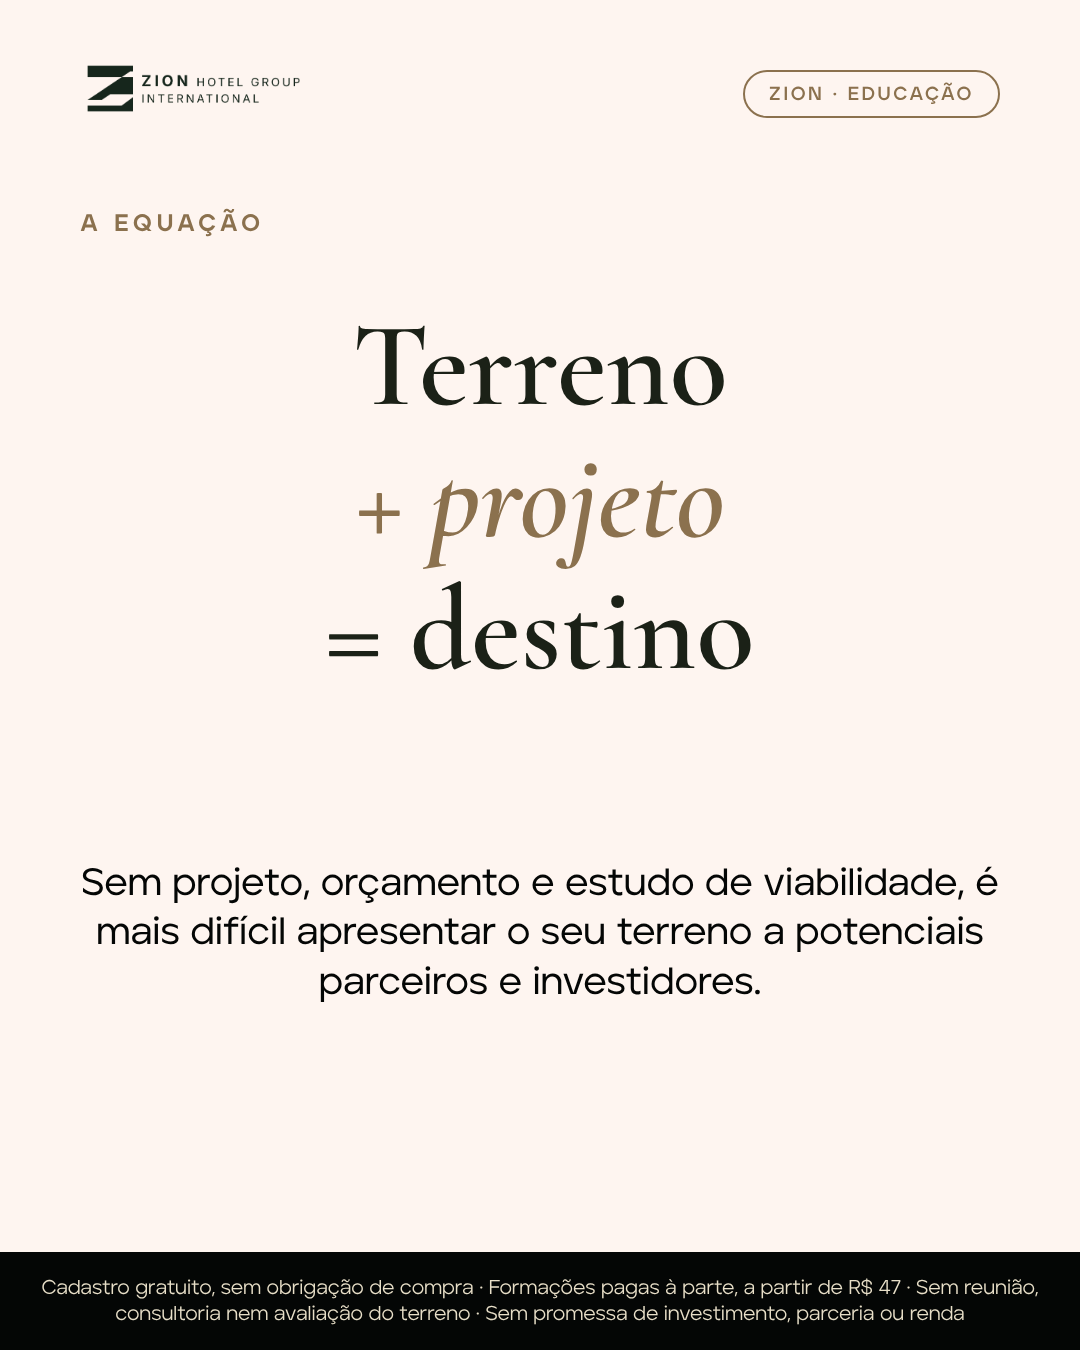 ZION HOTEL GROUP
INTERNATIONAL
ZION · EDUCAÇÃO
A EQUAÇÃO
Terreno
+ projeto
= destino
Sem projeto, orçamento e estudo de viabilidade, é
mais difícil apresentar o seu terreno a potenciais
parceiros e investidores.
Cadastro gratuito, sem obrigação de compra · Formações pagas à parte, a partir de R$ 47 · Sem reunião,
consultoria nem avaliação do terreno · Sem promessa de investimento, parceria ou renda